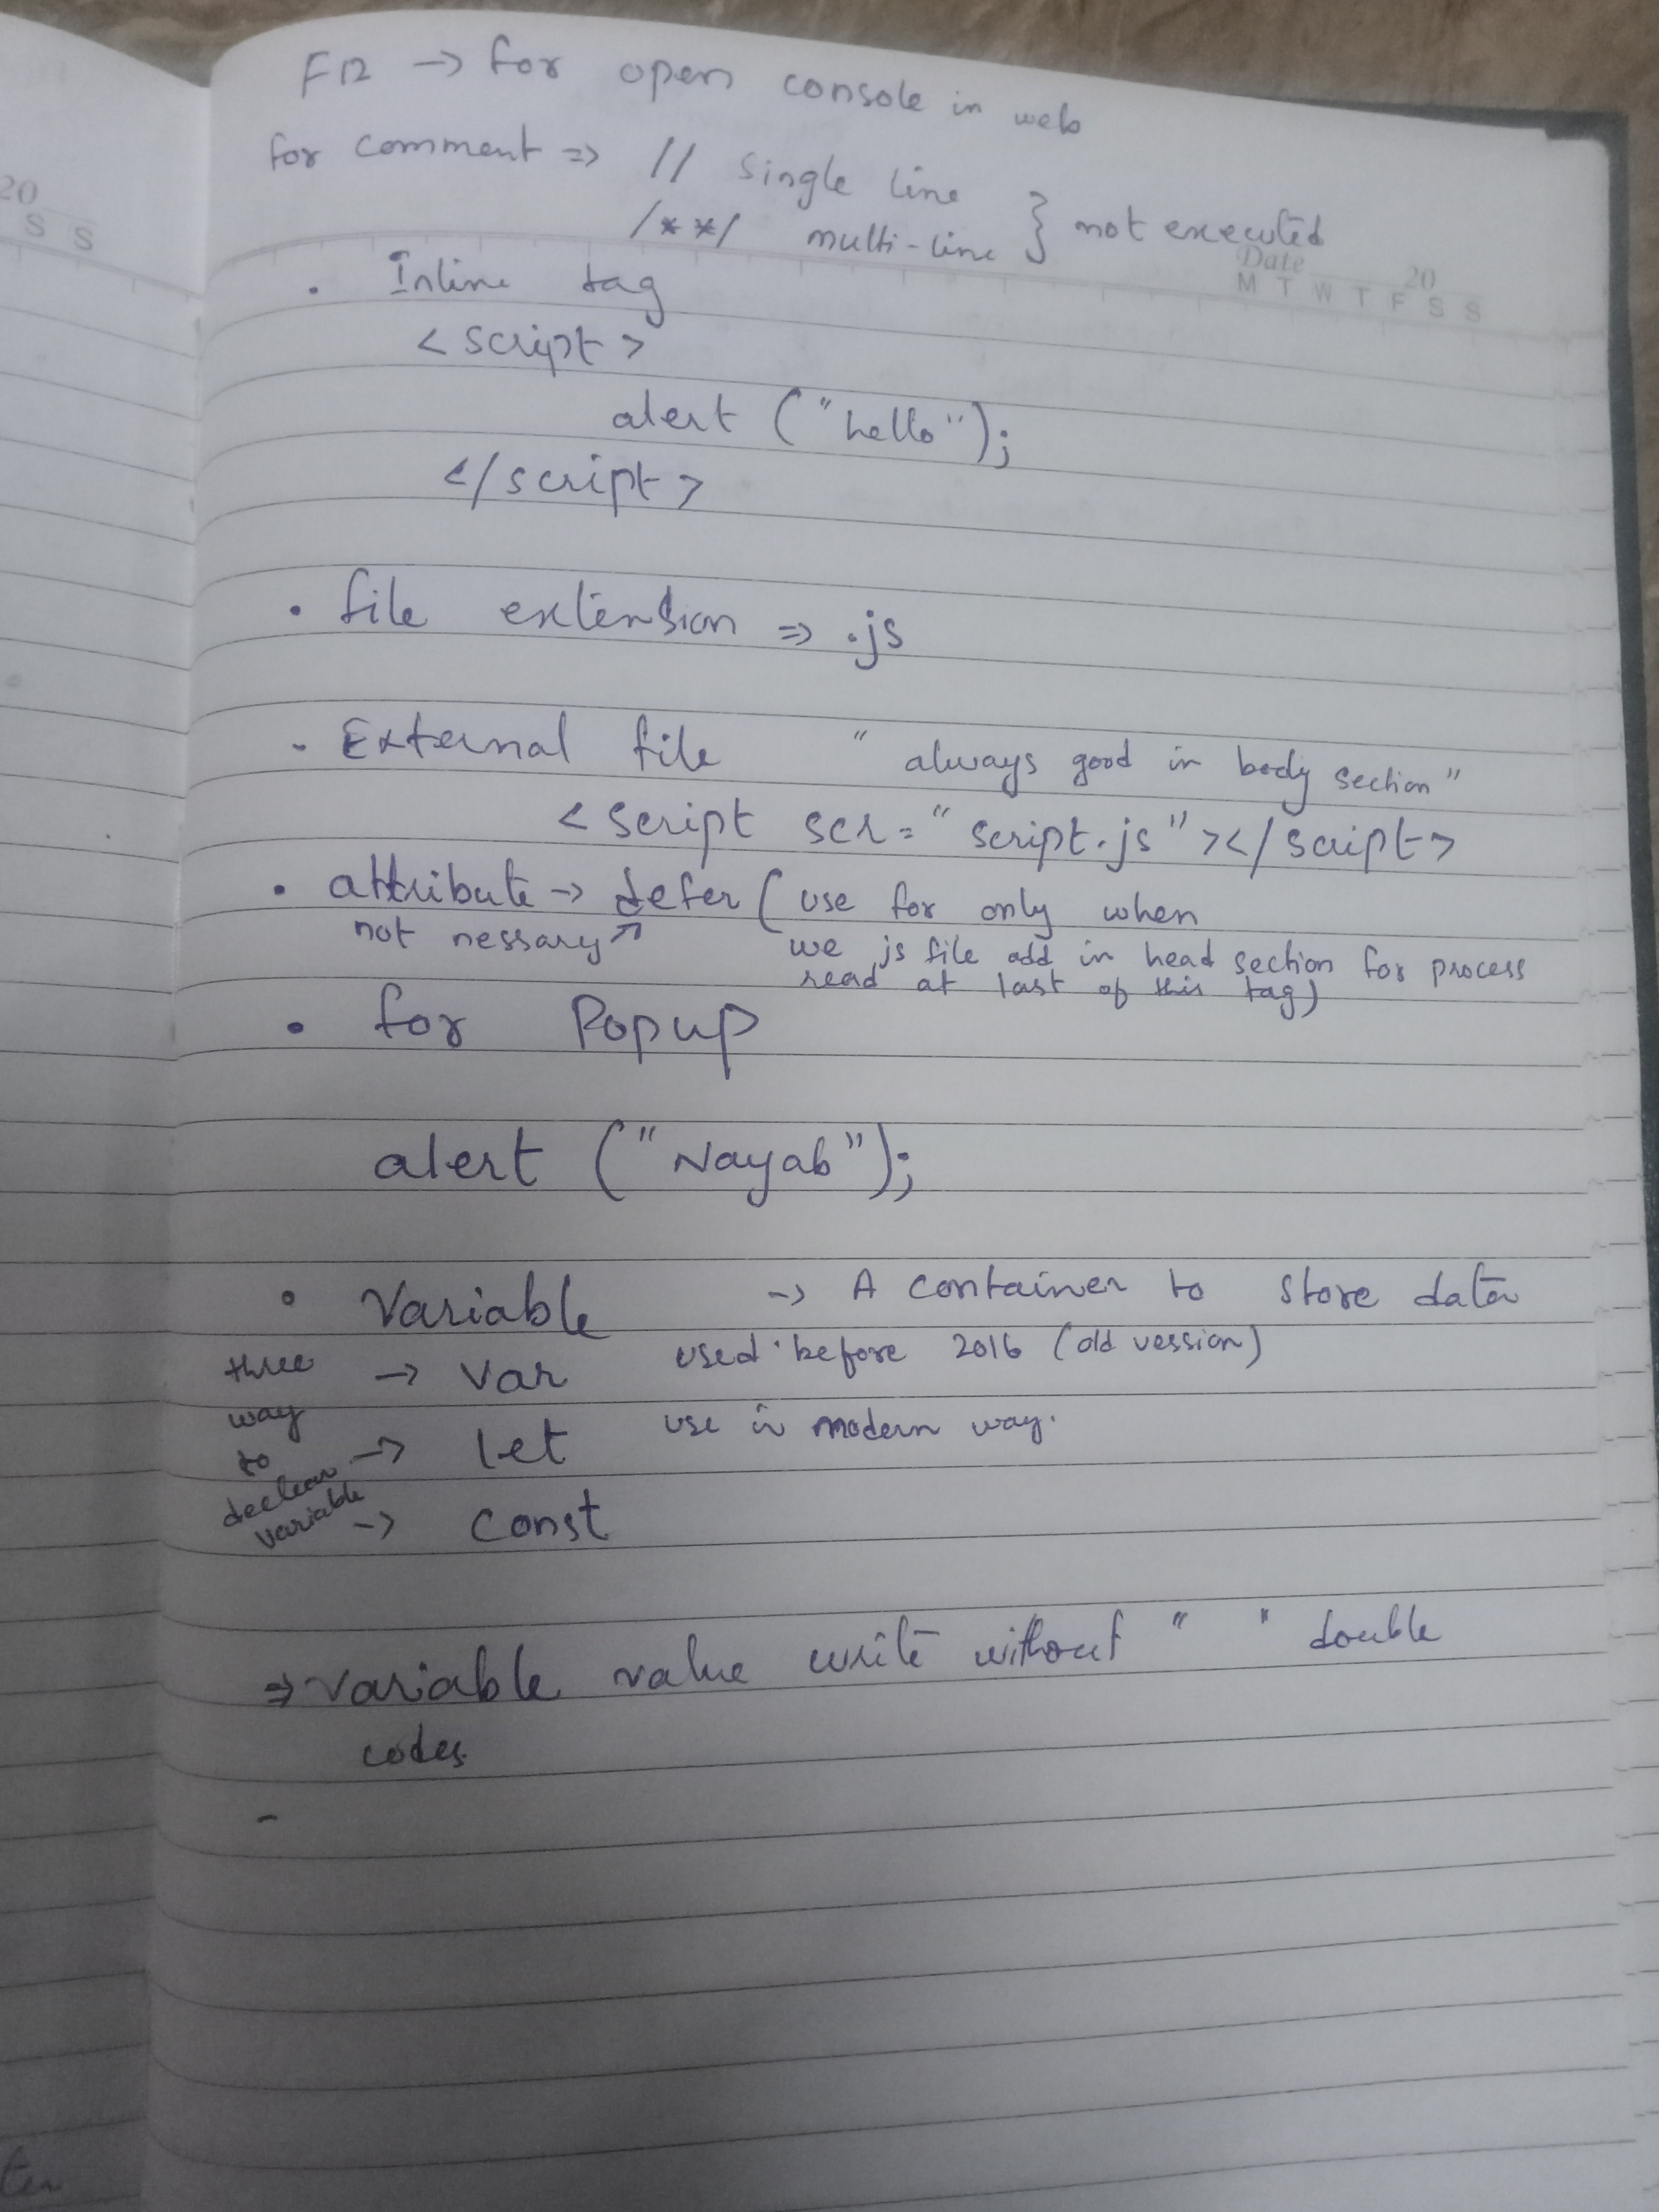 F12 → for open console in web
for comment ⇒ // single line
/**/ multi-line } not executed
20
S S
Date 20
M T W T F S S
• Inline tag
<script>
alert ("hello");
</script>
• file extension ⇒ .js
- External file " always good in body section"
<script scr="script.js"></script>
• attribute → defer ( use for only when
not nessary↗ we js file add in head section for process
read at last of this tag)
• for Popup
alert ("Nayab");
• Variable → A container to store data
three → var used before 2016 (old vession)
way
to → let use in modern way.
declear
variable → const
⇒ variable value write without " " double
codes.
-